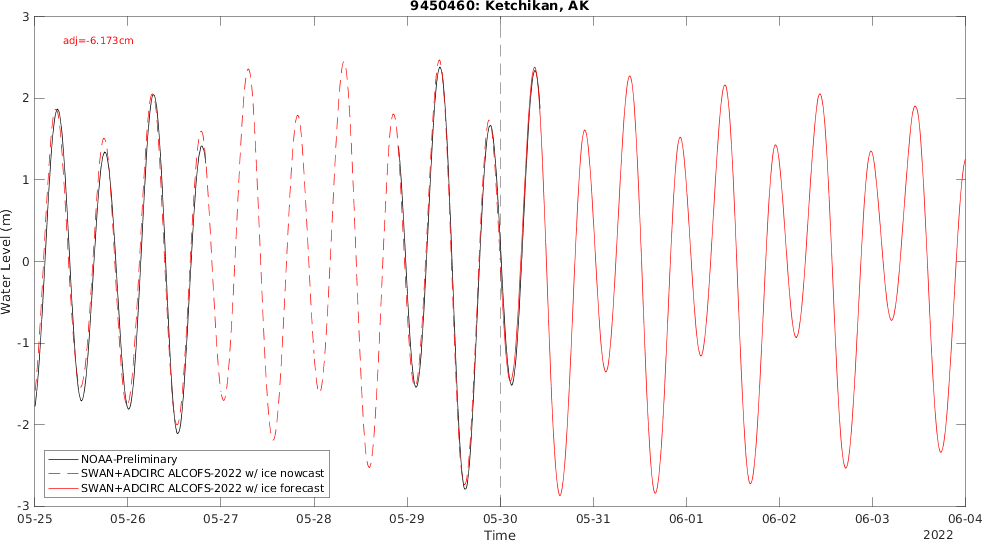 9450460: Ketchikan, AK
adj=-6.173cm
3
2
1
0
-1
-2
-3
Water Level (m)
NOAA-Preliminary
SWAN+ADCIRC ALCOFS-2022 w/ ice nowcast
SWAN+ADCIRC ALCOFS-2022 w/ ice forecast
05-25 05-26 05-27 05-28 05-29 05-30 05-31 06-01 06-02 06-03 06-04
Time
2022